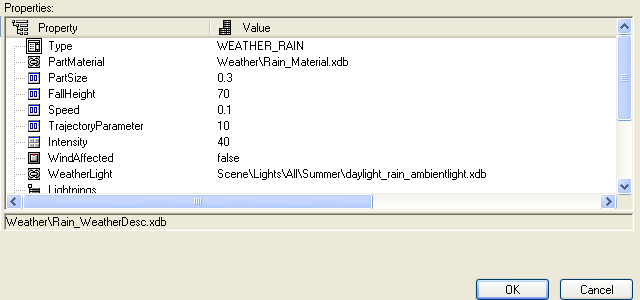 Properties:
Property Value
Type WEATHER_RAIN
PartMaterial Weather\Rain_Material.xdb
PartSize 0.3
FallHeight 70
Speed 0.1
TrajectoryParameter 10
Intensity 40
WindAffected false
WeatherLight Scene\Lights\All\Summer\daylight_rain_ambientlight.xdb
Lightnings
Weather\Rain_WeatherDesc.xdb
OK Cancel